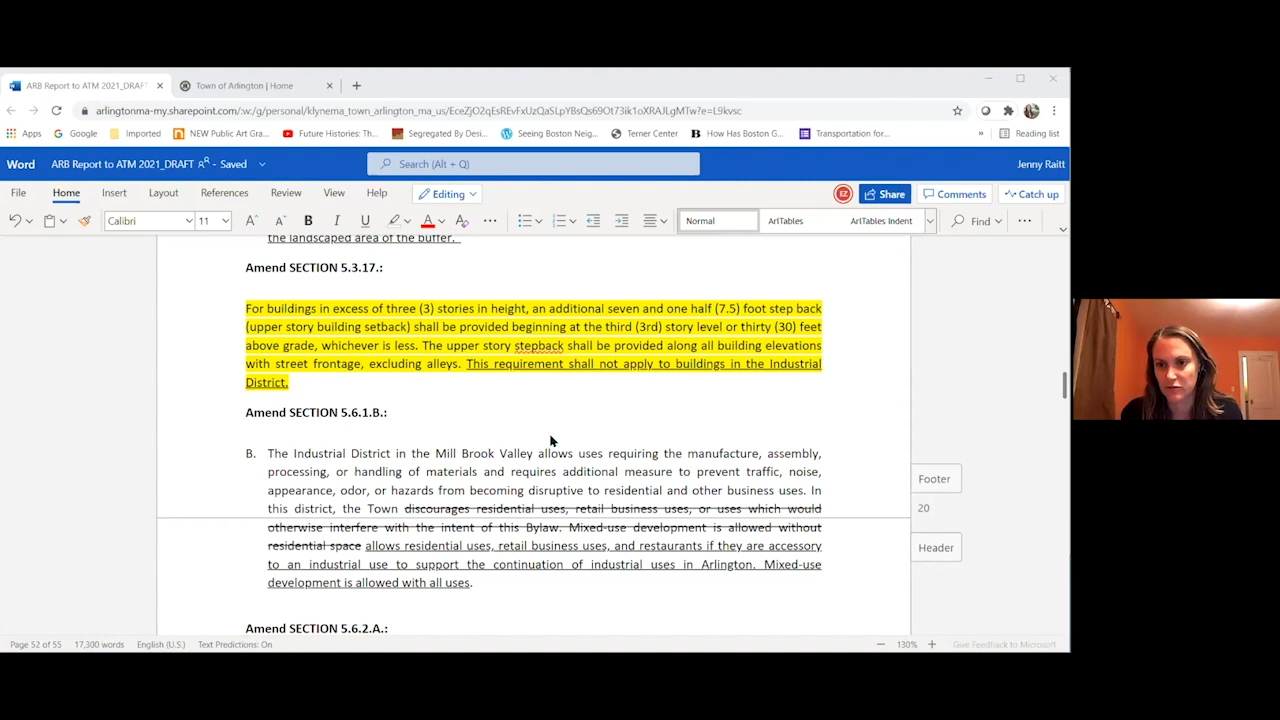 ARB Report to ATM 2021_DRAFT
Town of Arlington | Home
arlingtonma-my.sharepoint.com/:w:/g/personal/klynema_town_arlington_ma_us/EceZjO2qEsREvFxUzQaSLpYBsQs69Ot73ik1oXRAJLgMTw?e=L9kvsc
Apps Google Imported NEW Public Art Gra... Future Histories: Th... Segregated By Desi... Seeing Boston Neig... Terner Center How Has Boston G... Transportation for... » Reading list
Word ARB Report to ATM 2021_DRAFT - Saved Search (Alt + Q) Jenny Raitt
File Home Insert Layout References Review View Help Editing EZ Share Comments Catch up
Calibri 11 A A B I U A A Normal ArtTables ArtTables Indent Find
the landscaped area of the buffer.
Amend SECTION 5.3.17.:
For buildings in excess of three (3) stories in height, an additional seven and one half (7.5) foot step back
(upper story building setback) shall be provided beginning at the third (3rd) story level or thirty (30) feet
above grade, whichever is less. The upper story stepback shall be provided along all building elevations
with street frontage, excluding alleys. This requirement shall not apply to buildings in the Industrial
District.
Amend SECTION 5.6.1.B.:
B. The Industrial District in the Mill Brook Valley allows uses requiring the manufacture, assembly,
processing, or handling of materials and requires additional measure to prevent traffic, noise,
appearance, odor, or hazards from becoming disruptive to residential and other business uses. In
this district, the Town discourages residential uses, retail business uses, or uses which would
otherwise interfere with the intent of this Bylaw. Mixed-use development is allowed without
residential space allows residential uses, retail business uses, and restaurants if they are accessory
to an industrial use to support the continuation of industrial uses in Arlington. Mixed-use
development is allowed with all uses.
Footer
20
Header
Amend SECTION 5.6.2.A.:
Page 52 of 55 17,300 words English (U.S.) Text Predictions: On 130% Give Feedback to Microsoft